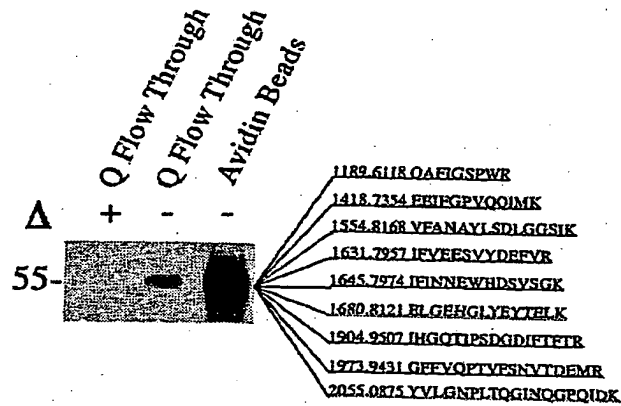 Q Flow Through
Q Flow Through
Avidin Beads
Δ + - -
55-
1189.6118 QAFIGSPWR
1418.7354 EEIFGPVQQIMK
1554.8168 VFANAYLSDLGGSIK
1631.7957 IFVEESVYDEFVR
1645.7974 IFINNEWHDSVSGK
1680.8121 ELGEHGLYEYTELK
1904.9507 IHGQTIPSDGDIFTFTR
1973.9431 GFFVQPTVFSNVTDEMR
2055.0875 YVLGNPLTQGINQGPQIDK